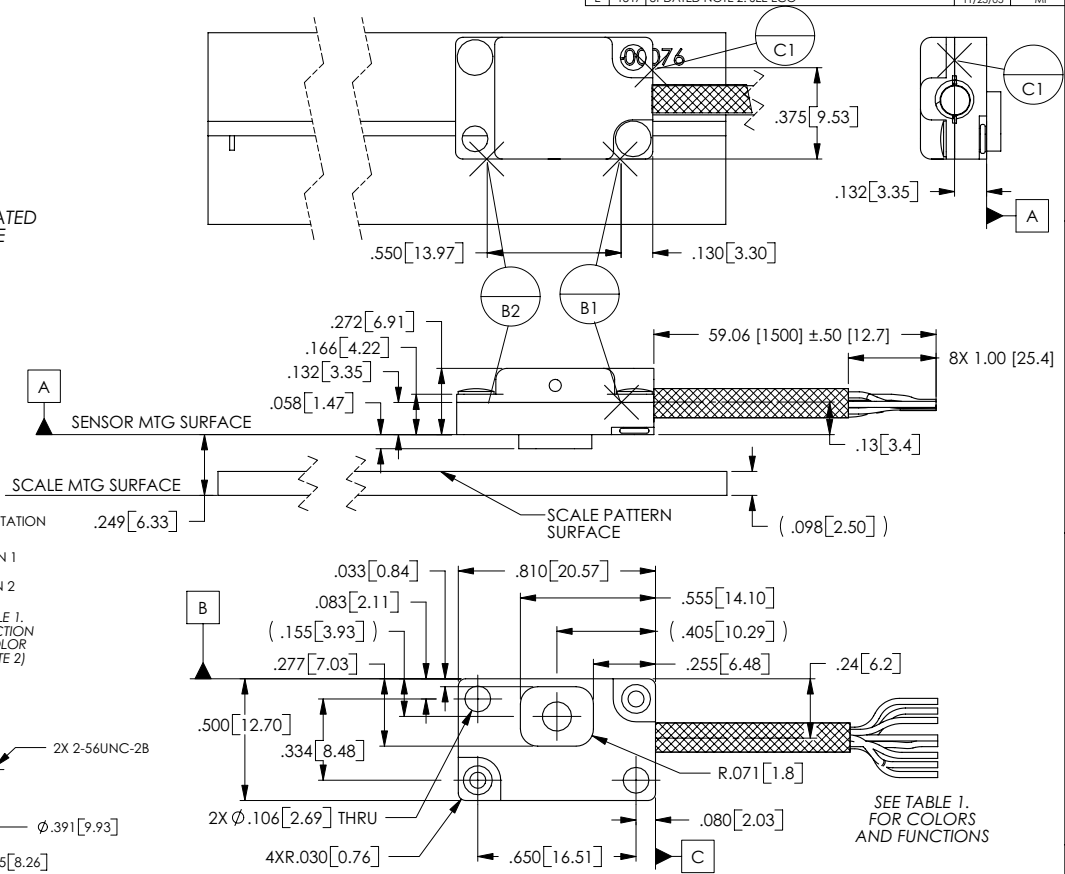 -00076
C1
C1
.375[9.53]
.132[3.35]
A
.550[13.97]
.130[3.30]
B2
B1
.272[6.91]
.166[4.22]
.132[3.35]
.058[1.47]
59.06 [1500] ±.50 [12.7]
8X 1.00 [25.4]
A
SENSOR MTG SURFACE
.13[3.4]
SCALE MTG SURFACE
.249[6.33]
SCALE PATTERN
SURFACE
( .098[2.50] )
N 1
N 2
.033[0.84]
.810[20.57]
.083[2.11]
.555[14.10]
B
( .155[3.93] )
( .405[10.29] )
.277[7.03]
.255[6.48]
.24[6.2]
.500[12.70]
.334[8.48]
2X 2-56UNC-2B
R.071[1.8]
2X Ø.106[2.69] THRU
.080[2.03]
Ø.391[9.93]
4XR.030[0.76]
.650[16.51]
C
5[8.26]
SEE TABLE 1.
FOR COLORS
AND FUNCTIONS